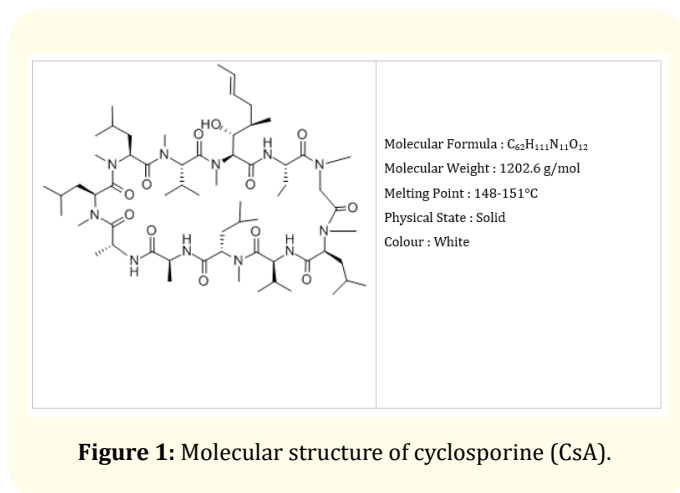 HO
O
N
O
N
O
H
N
O
N
N
O
O
N
O
O
N
O
N
O
N
H
O
H
N
O
N
O
H
N
O
Molecular Formula : C₆₂H₁₁₁N₁₁O₁₂
Molecular Weight : 1202.6 g/mol
Melting Point : 148-151°C
Physical State : Solid
Colour : White
Figure 1: Molecular structure of cyclosporine (CsA).